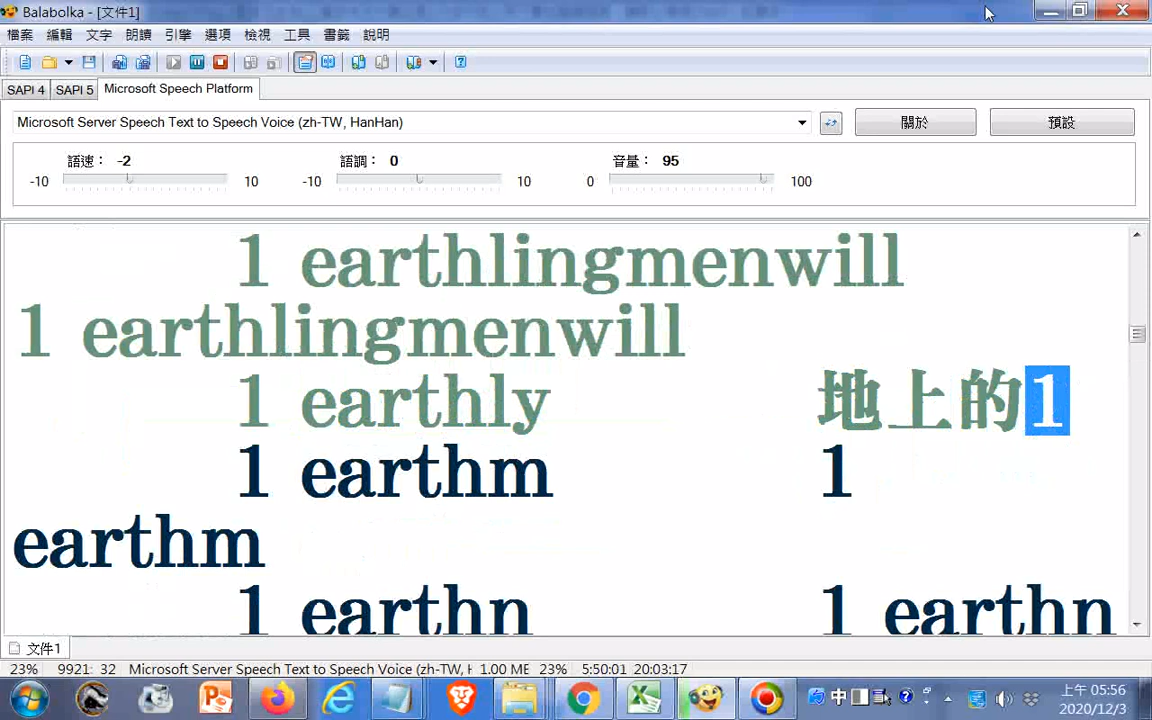 Balabolka - [文件1]
檔案 編輯 文字 朗讀 引擎 選項 檢視 工具 書籤 說明
SAPI 4 SAPI 5 Microsoft Speech Platform
Microsoft Server Speech Text to Speech Voice (zh-TW, HanHan) 關於 預設
語速： -2 語調： 0 音量： 95
-10 10 -10 10 0 100
1 earthlingmenwill
1 earthlingmenwill
1 earthly 地上的1
1 earthm 1
earthm
1 earthn 1 earthn
文件1
23% 9921: 32 Microsoft Server Speech Text to Speech Voice (zh-TW, 1.00 ME 23% 5:50:01 20:03:17
中 上午 05:56
2020/12/3